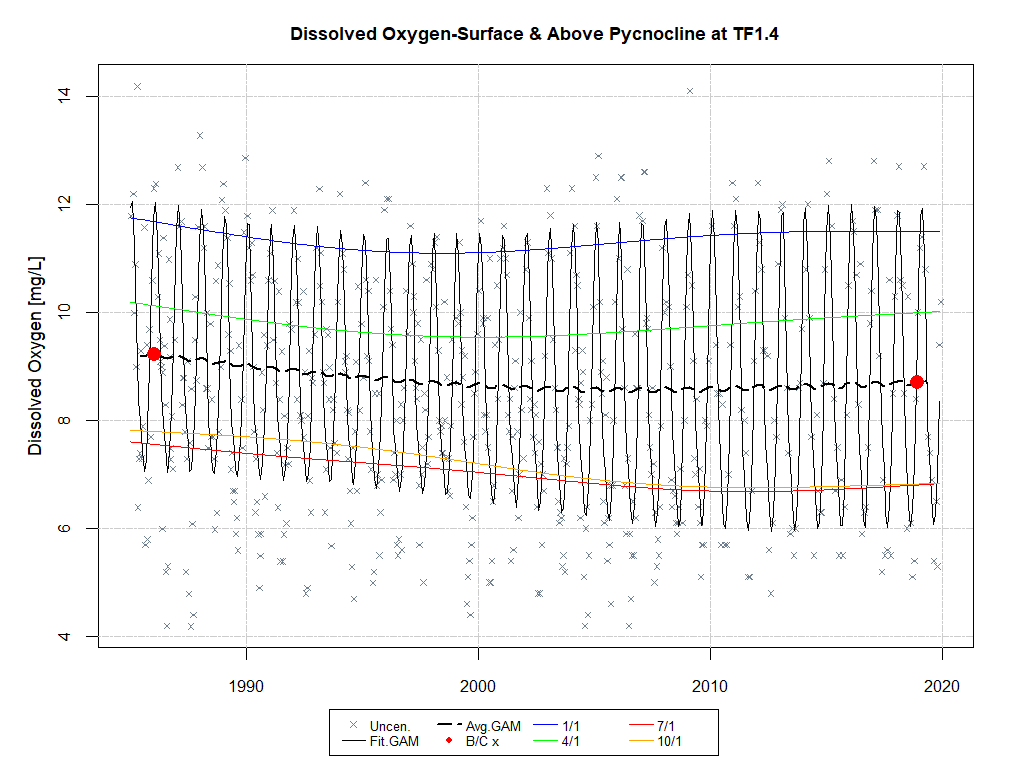 Dissolved Oxygen-Surface & Above Pycnocline at TF1.4
Dissolved Oxygen [mg/L]
14
12
10
8
6
4
1990 2000 2010 2020
Uncen. Avg.GAM 1/1 7/1
Fit.GAM B/C x 4/1 10/1